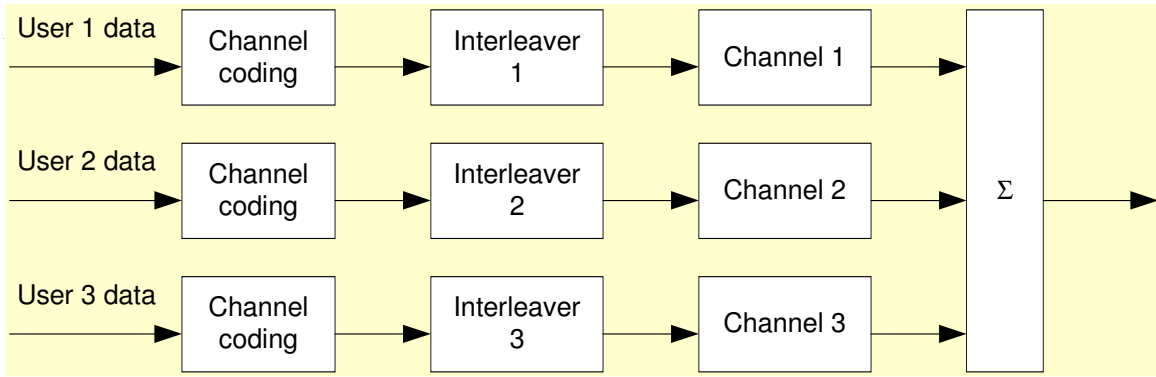 User 1 data
Channel
coding
Interleaver
1
Channel 1
User 2 data
Channel
coding
Interleaver
2
Channel 2
Σ
User 3 data
Channel
coding
Interleaver
3
Channel 3